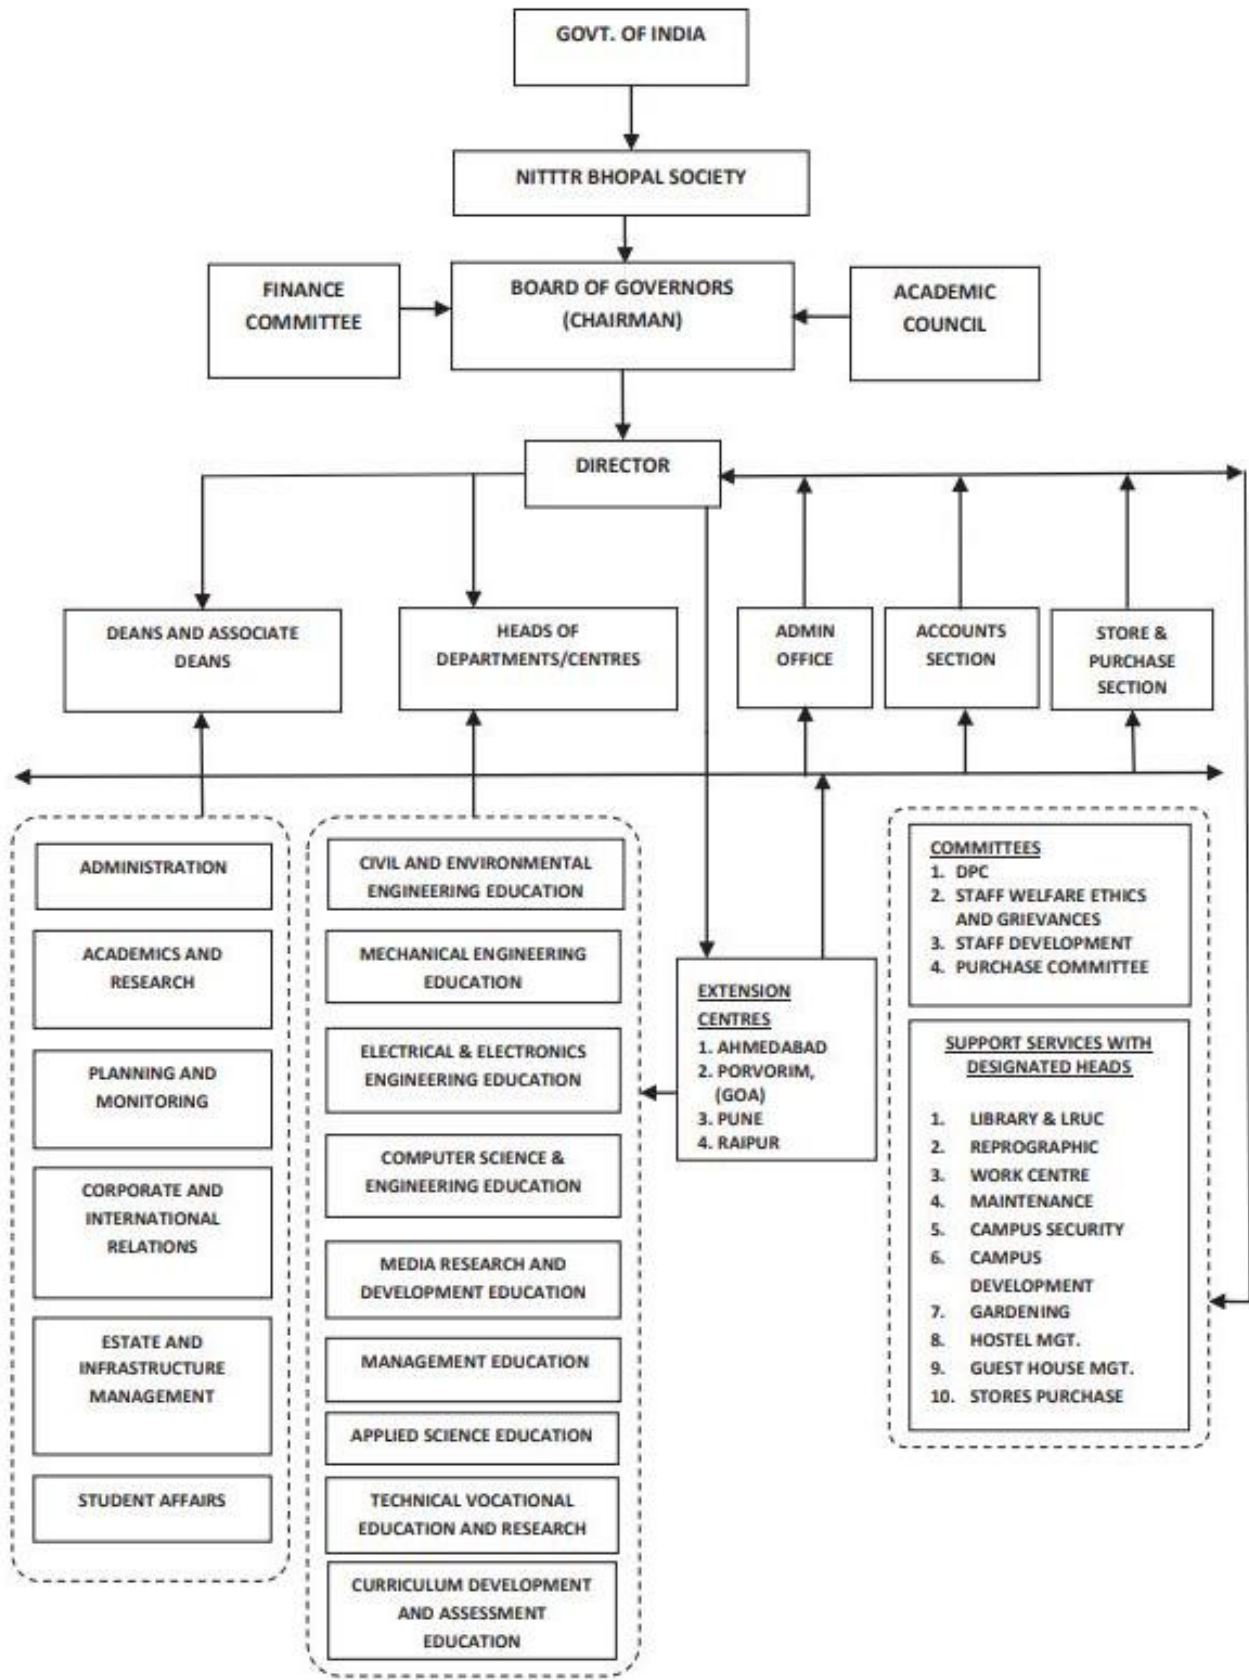 GOVT. OF INDIA
NITTTR BHOPAL SOCIETY
FINANCE
COMMITTEE
BOARD OF GOVERNORS
(CHAIRMAN)
ACADEMIC
COUNCIL
DIRECTOR
DEANS AND ASSOCIATE
DEANS
HEADS OF
DEPARTMENTS/CENTRES
ADMIN
OFFICE
ACCOUNTS
SECTION
STORE &
PURCHASE
SECTION
ADMINISTRATION
ACADEMICS AND
RESEARCH
PLANNING AND
MONITORING
CORPORATE AND
INTERNATIONAL
RELATIONS
ESTATE AND
INFRASTRUCTURE
MANAGEMENT
STUDENT AFFAIRS
CIVIL AND ENVIRONMENTAL
ENGINEERING EDUCATION
MECHANICAL ENGINEERING
EDUCATION
ELECTRICAL & ELECTRONICS
ENGINEERING EDUCATION
COMPUTER SCIENCE &
ENGINEERING EDUCATION
MEDIA RESEARCH AND
DEVELOPMENT EDUCATION
MANAGEMENT EDUCATION
APPLIED SCIENCE EDUCATION
TECHNICAL VOCATIONAL
EDUCATION AND RESEARCH
CURRICULUM DEVELOPMENT
AND ASSESSMENT
EDUCATION
EXTENSION
CENTRES
1. AHMEDABAD
2. PORVORIM,
(GOA)
3. PUNE
4. RAIPUR
COMMITTEES
1. DPC
2. STAFF WELFARE ETHICS
AND GRIEVANCES
3. STAFF DEVELOPMENT
4. PURCHASE COMMITTEE
SUPPORT SERVICES WITH
DESIGNATED HEADS
1. LIBRARY & LRUC
2. REPROGRAPHIC
3. WORK CENTRE
4. MAINTENANCE
5. CAMPUS SECURITY
6. CAMPUS
DEVELOPMENT
7. GARDENING
8. HOSTEL MGT.
9. GUEST HOUSE MGT.
10. STORES PURCHASE